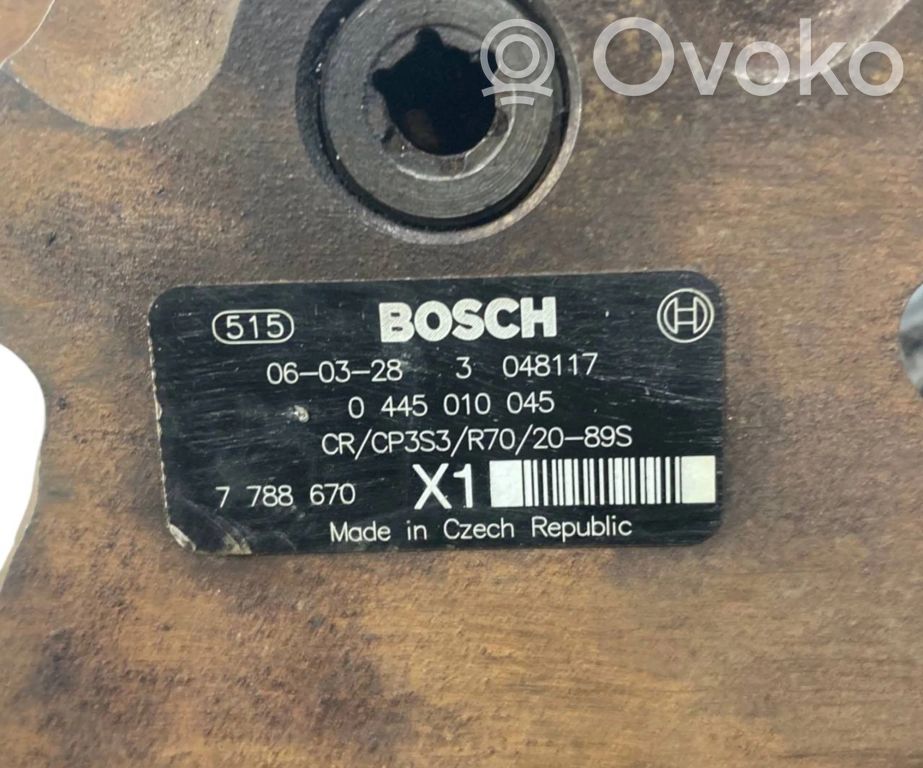 Ovoko
515 BOSCH H
06-03-28 3 048117
0 445 010 045
CR/CP3S3/R70/20-89S
7 788 670 X1
Made in Czech Republic